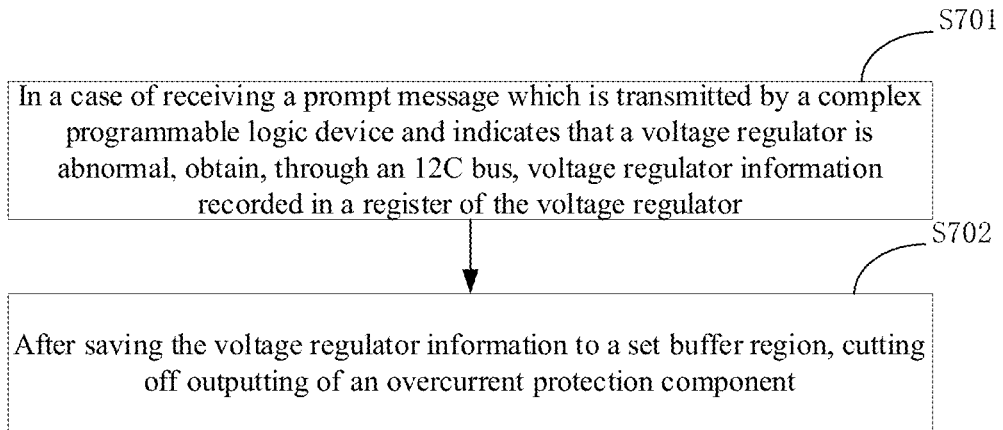 S701
In a case of receiving a prompt message which is transmitted by a complex
programmable logic device and indicates that a voltage regulator is
abnormal, obtain, through an 12C bus, voltage regulator information
recorded in a register of the voltage regulator
S702
After saving the voltage regulator information to a set buffer region, cutting
off outputting of an overcurrent protection component